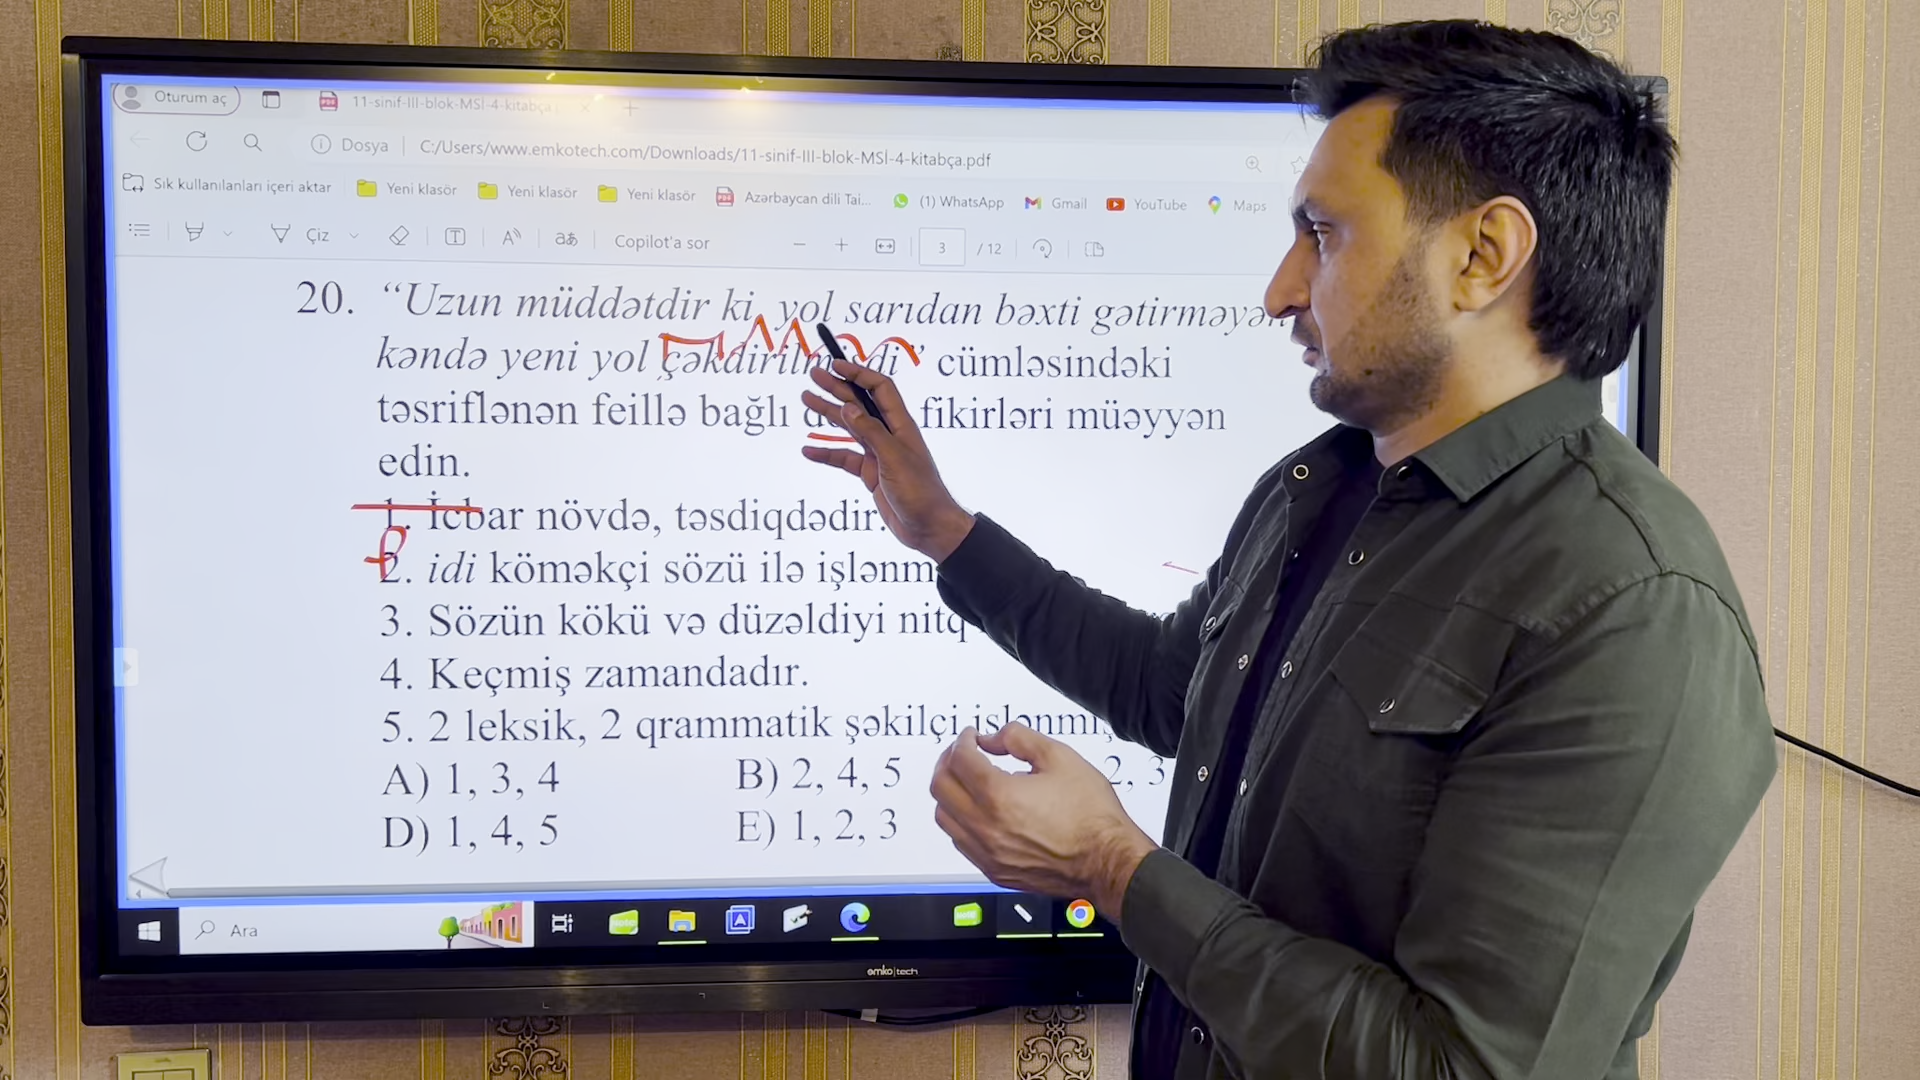 Oturum aç
11-sinif-III-blok-MSİ-4-kitabça
Dosya
C:/Users/www.emkotech.com/Downloads/11-sinif-III-blok-MSİ-4-kitabça.pdf
Sık kullanılanları içeri aktar Yeni klasör Yeni klasör Yeni klasör Azərbaycan dili Tai... (1) WhatsApp Gmail YouTube Maps
Çiz Copilot'a sor 3 / 12
20. “Uzun müddətdir ki, yol sarıdan bəxti gətirməyən
kəndə yeni yol çəkdirilmişdi” cümləsindəki
təsriflənən feillə bağlı fikirləri müəyyən
edin.
1. İcbar növdə, təsdiqdədir.
2. idi köməkçi sözü ilə
3. Sözün kökü və düzəldiyi
4. Keçmiş zamandadır.
5. 2 leksik, 2 qrammatik şəkilçi
A) 1, 3, 4 B) 2, 4, 5 2, 3
D) 1, 4, 5 E) 1, 2, 3
Ara
emko|tech